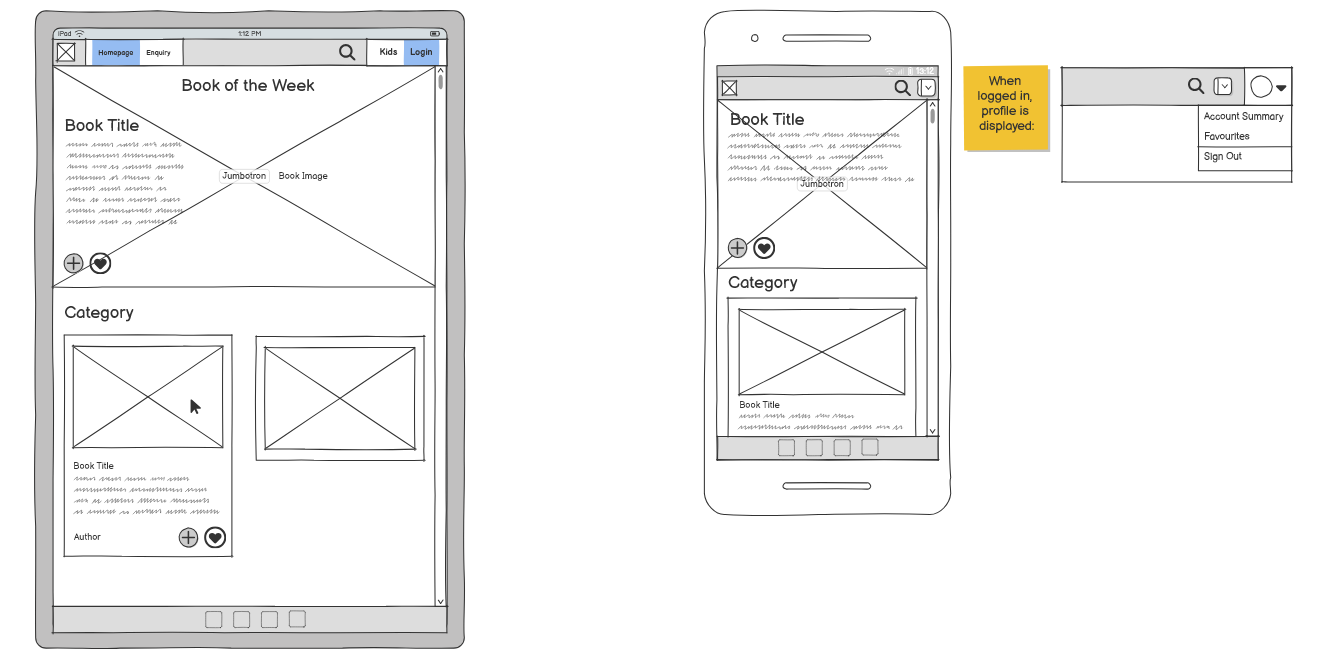 iPad
1:12 PM
Homepage
Enquiry
Kids
Login
Book of the Week
Book Title
Jumbotron
Book Image
Category
Book Title
Author
14:12
Book Title
Jumbotron
Category
Book Title
When
logged in,
profile is
displayed:
Account Summary
Favourites
Sign Out